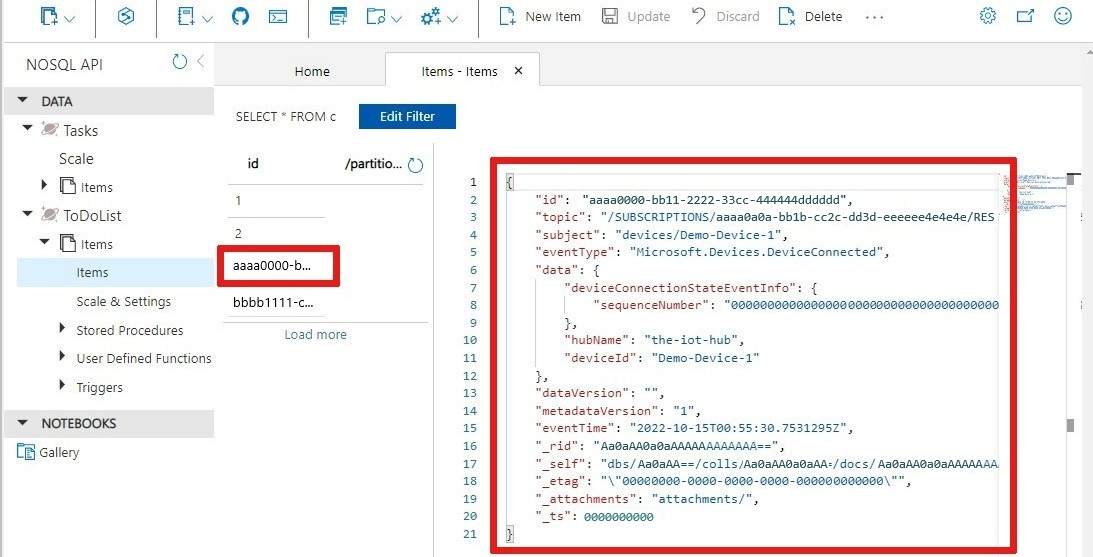 New Item
Update
Discard
Delete
...
NOSQL API
Home
Items - Items
DATA
SELECT * FROM c
Edit Filter
Tasks
Scale
Items
ToDoList
Items
Items
Scale & Settings
Stored Procedures
User Defined Functions
Triggers
NOTEBOOKS
Gallery
id
/partitio...
1
2
aaaa0000-b...
bbbb1111-c...
Load more
1 {
2 "id": "aaaa0000-bb11-2222-33cc-444444dddddd",
3 "topic": "/SUBSCRIPTIONS/aaaa0a0a-bb1b-cc2c-dd3d-eeeeee4e4e4e/RES
4 "subject": "devices/Demo-Device-1",
5 "eventType": "Microsoft.Devices.DeviceConnected",
6 "data": {
7 "deviceConnectionStateEventInfo": {
8 "sequenceNumber": "000000000000000000000000000000000000000
9 },
10 "hubName": "the-iot-hub",
11 "deviceId": "Demo-Device-1"
12 },
13 "dataVersion": "",
14 "metadataVersion": "1",
15 "eventTime": "2022-10-15T00:55:30.7531295Z",
16 "_rid": "Aa0aAA0a0aAAAAAAAAAAAA==",
17 "_self": "dbs/Aa0aAA==/colls/Aa0aAA0a0aAA=/docs/Aa0aAA0a0aAAAAAAA
18 "_etag": "\"00000000-0000-0000-0000-000000000000\"",
19 "_attachments": "attachments/",
20 "_ts": 0000000000
21 }